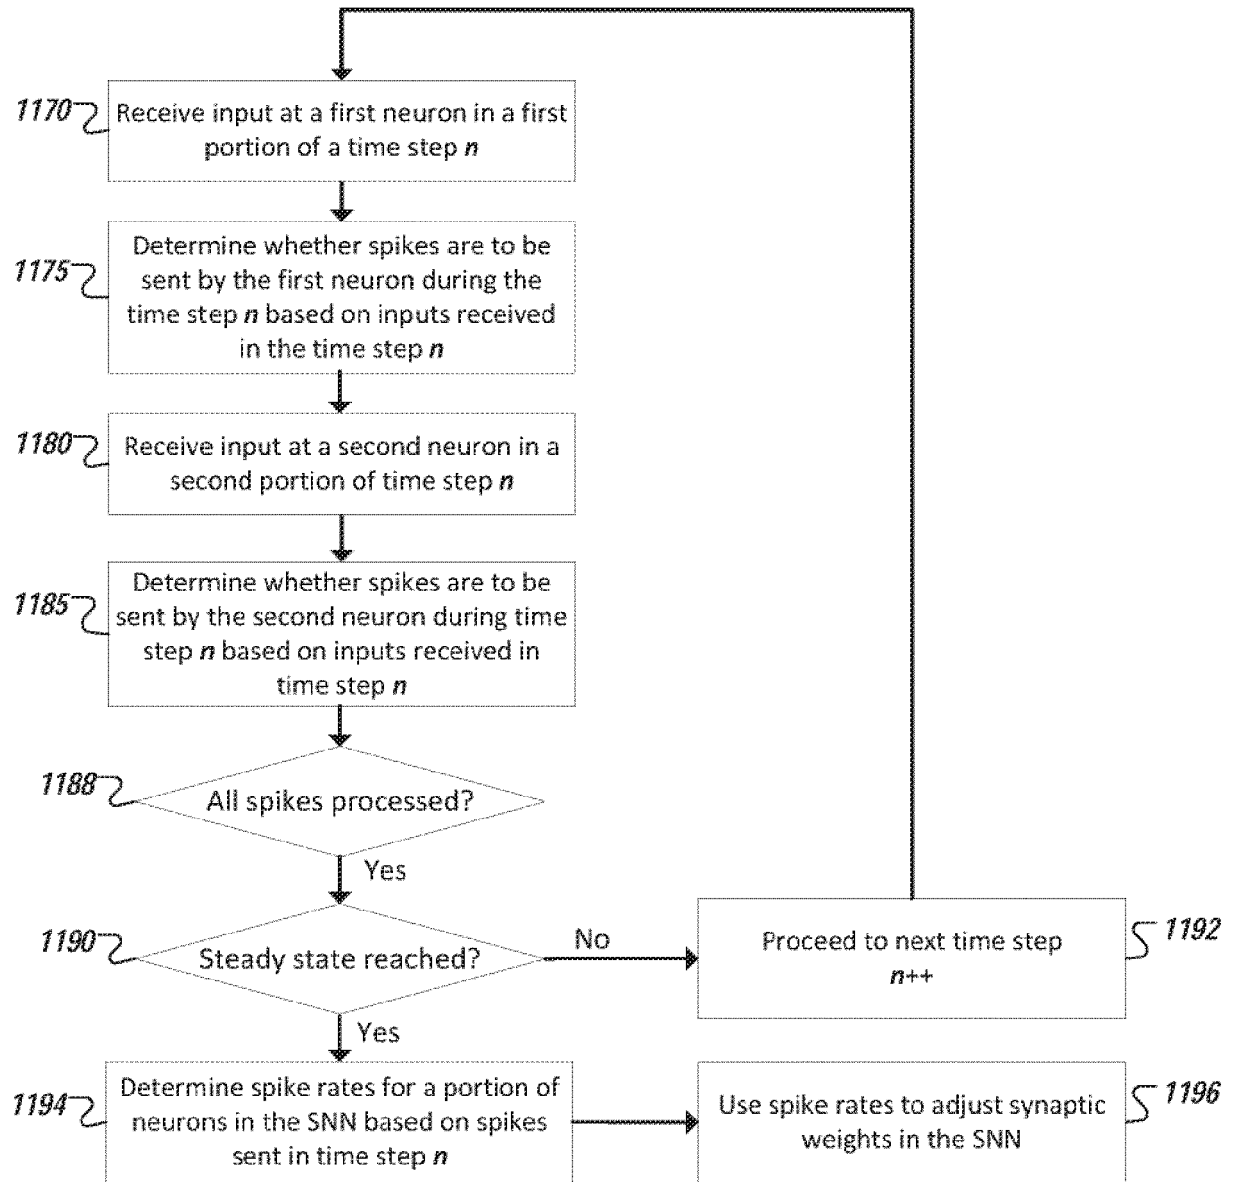 1170
Receive input at a first neuron in a first
portion of a time step n
1175
Determine whether spikes are to be
sent by the first neuron during the
time step n based on inputs received
in the time step n
1180
Receive input at a second neuron in a
second portion of time step n
1185
Determine whether spikes are to be
sent by the second neuron during time
step n based on inputs received in
time step n
1188
All spikes processed?
Yes
1190
Steady state reached?
No
Proceed to next time step
n++
1192
Yes
1194
Determine spike rates for a portion of
neurons in the SNN based on spikes
sent in time step n
Use spike rates to adjust synaptic
weights in the SNN
1196